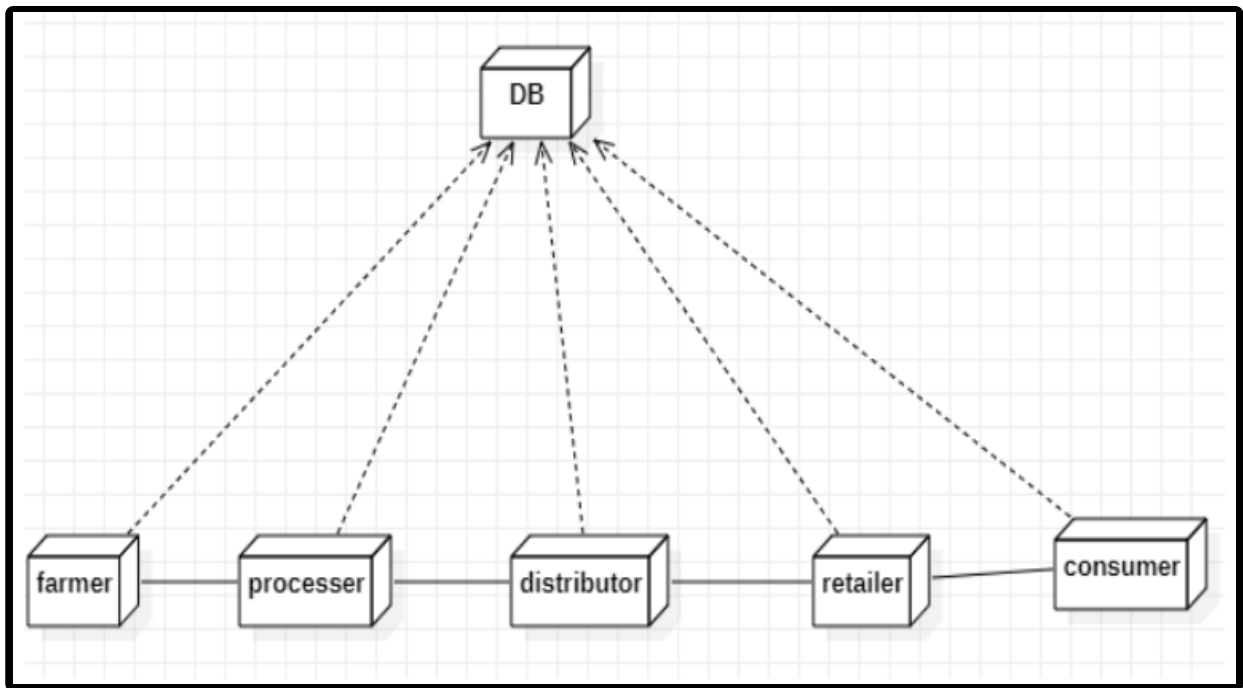 DB
farmer
processer
distributor
retailer
consumer